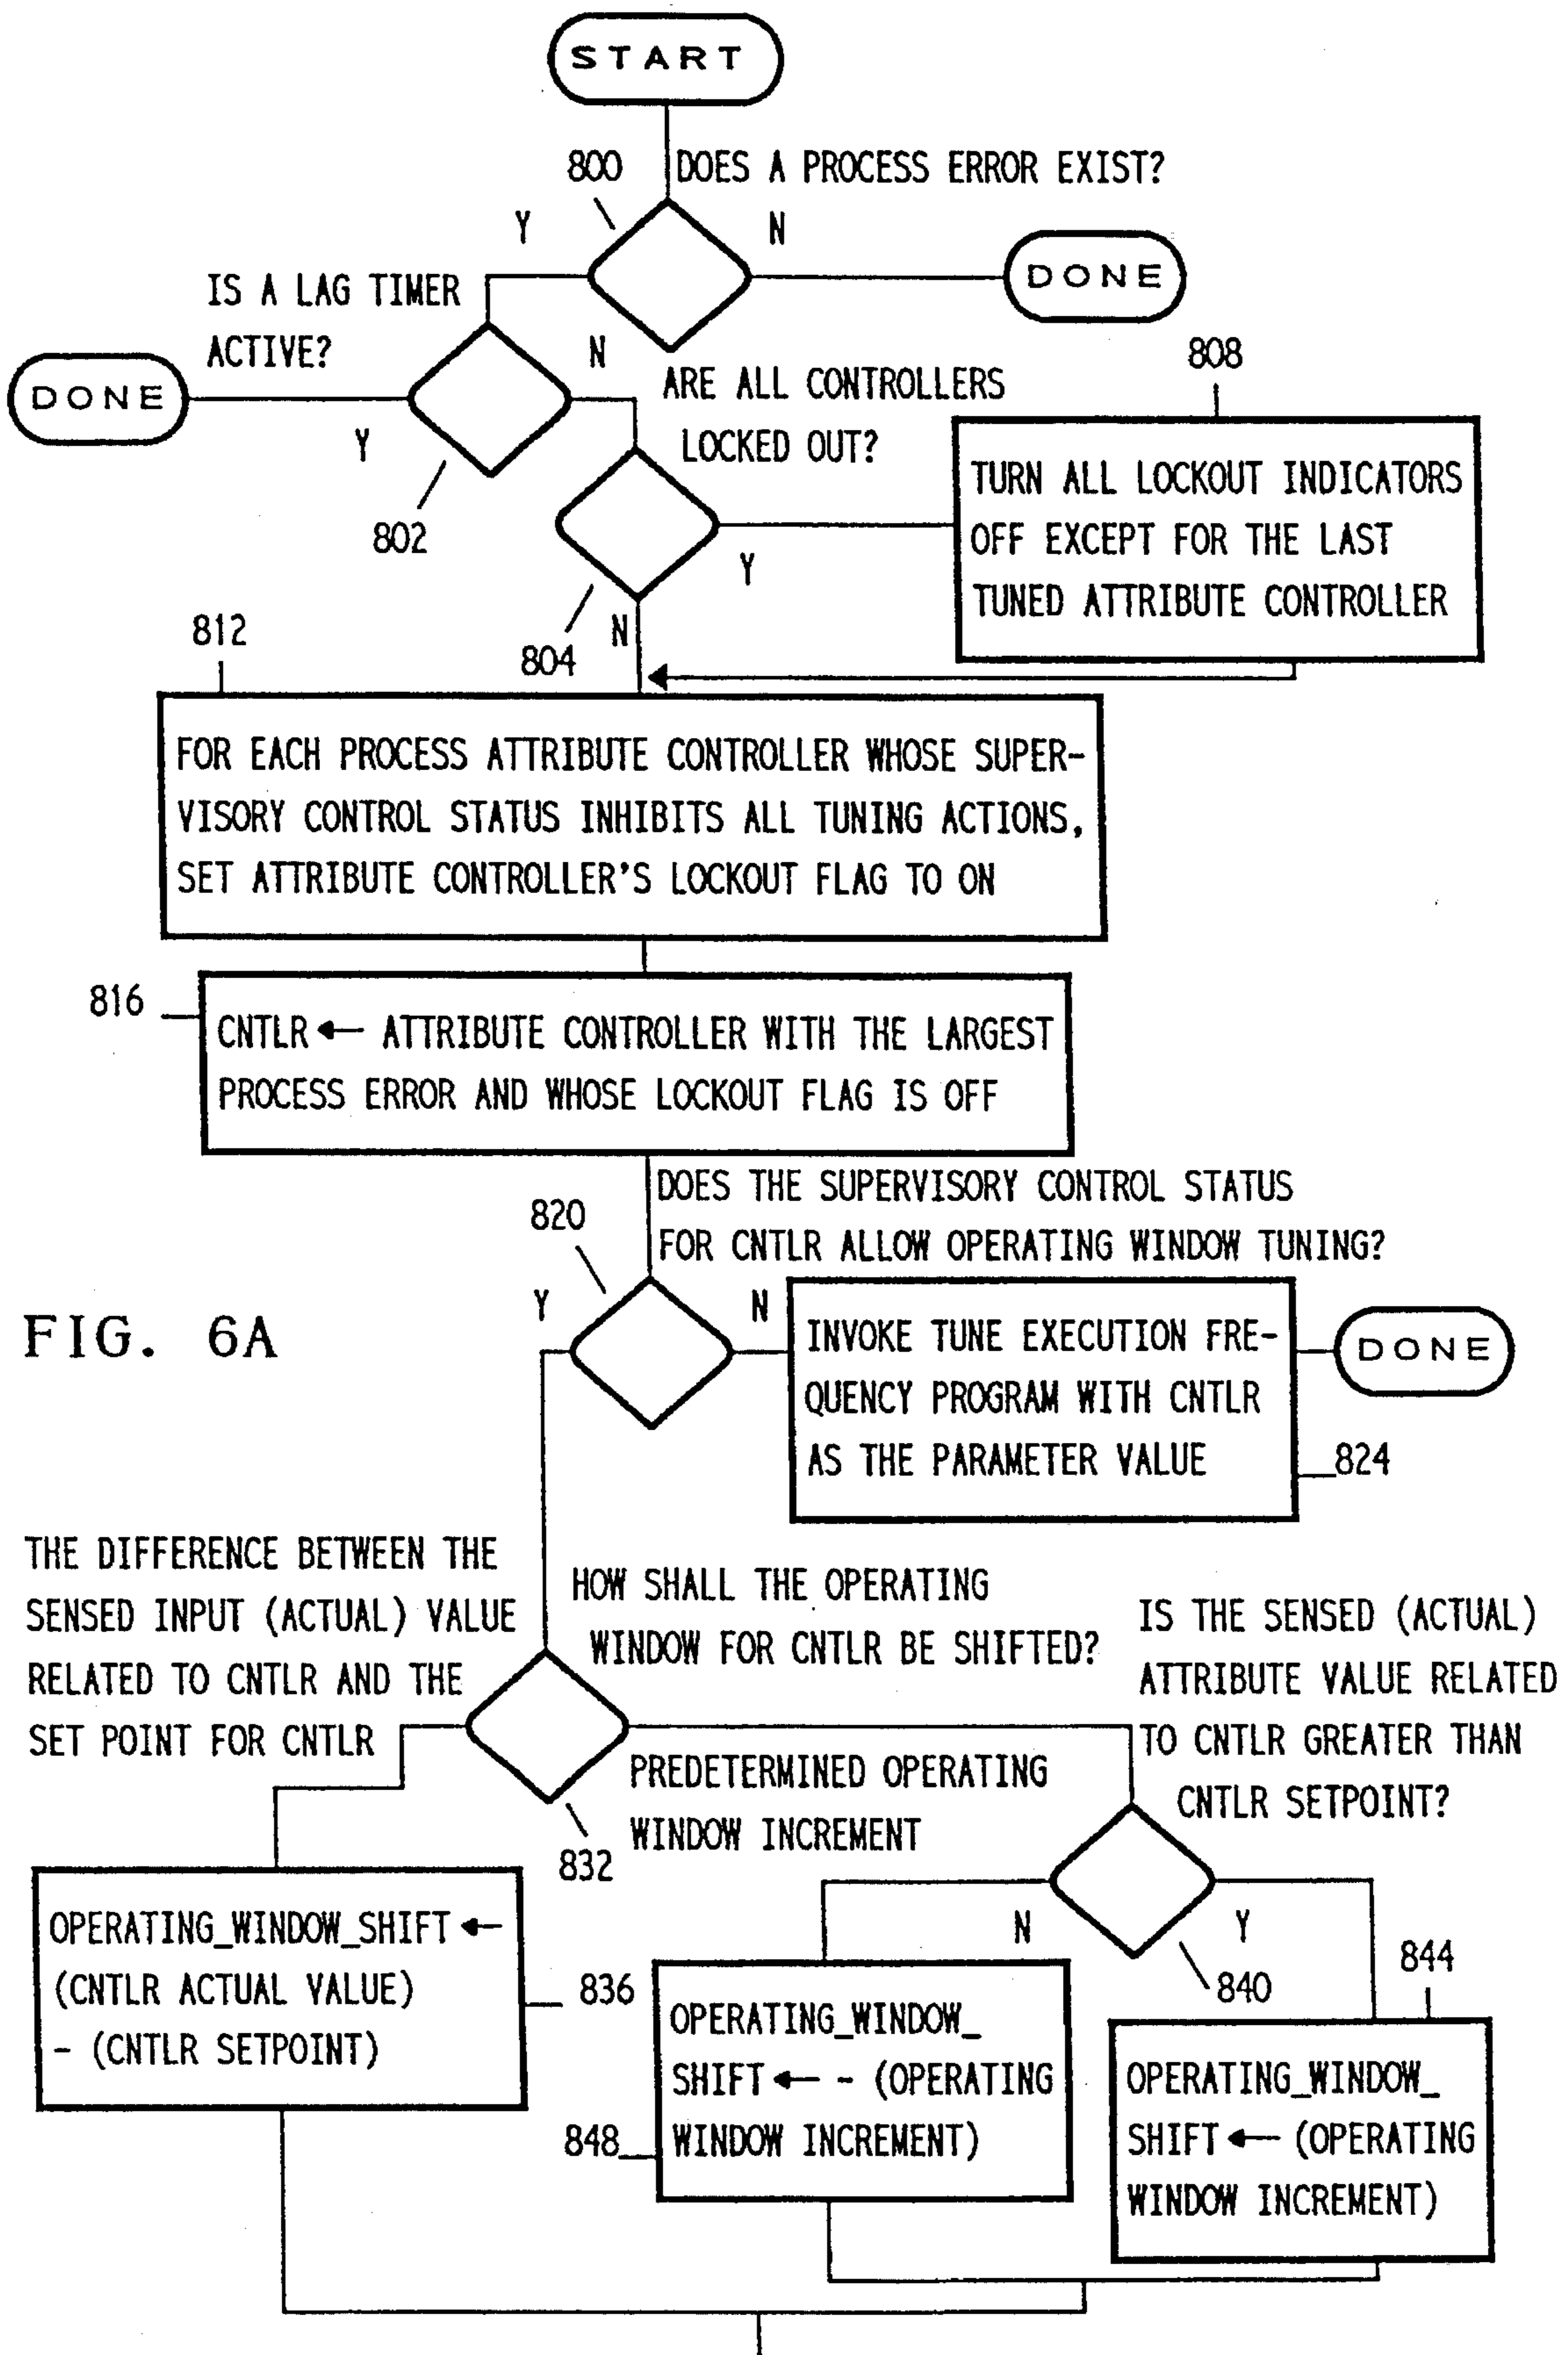 START
800
DOES A PROCESS ERROR EXIST?
Y
N
DONE
IS A LAG TIMER
ACTIVE?
N
DONE
Y
802
ARE ALL CONTROLLERS
LOCKED OUT?
808
TURN ALL LOCKOUT INDICATORS
OFF EXCEPT FOR THE LAST
TUNED ATTRIBUTE CONTROLLER
Y
804
N
812
FOR EACH PROCESS ATTRIBUTE CONTROLLER WHOSE SUPER-
VISORY CONTROL STATUS INHIBITS ALL TUNING ACTIONS,
SET ATTRIBUTE CONTROLLER'S LOCKOUT FLAG TO ON
816
CNTLR ← ATTRIBUTE CONTROLLER WITH THE LARGEST
PROCESS ERROR AND WHOSE LOCKOUT FLAG IS OFF
820
DOES THE SUPERVISORY CONTROL STATUS
FOR CNTLR ALLOW OPERATING WINDOW TUNING?
Y
N
FIG. 6A
INVOKE TUNE EXECUTION FRE-
QUENCY PROGRAM WITH CNTLR
AS THE PARAMETER VALUE
DONE
824
THE DIFFERENCE BETWEEN THE
SENSED INPUT (ACTUAL) VALUE
RELATED TO CNTLR AND THE
SET POINT FOR CNTLR
HOW SHALL THE OPERATING
WINDOW FOR CNTLR BE SHIFTED?
IS THE SENSED (ACTUAL)
ATTRIBUTE VALUE RELATED
TO CNTLR GREATER THAN
CNTLR SETPOINT?
PREDETERMINED OPERATING
WINDOW INCREMENT
832
OPERATING_WINDOW_SHIFT ←
(CNTLR ACTUAL VALUE)
- (CNTLR SETPOINT)
836
N
Y
840
844
OPERATING_WINDOW_
SHIFT ← - (OPERATING
WINDOW INCREMENT)
848
OPERATING_WINDOW_
SHIFT ← (OPERATING
WINDOW INCREMENT)